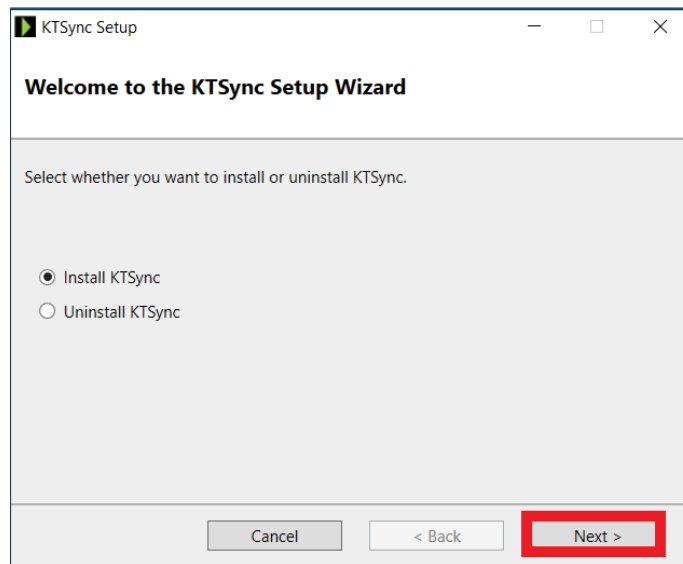 KTSync Setup
Welcome to the KTSync Setup Wizard
Select whether you want to install or uninstall KTSync.
Install KTSync
Uninstall KTSync
Cancel
< Back
Next >